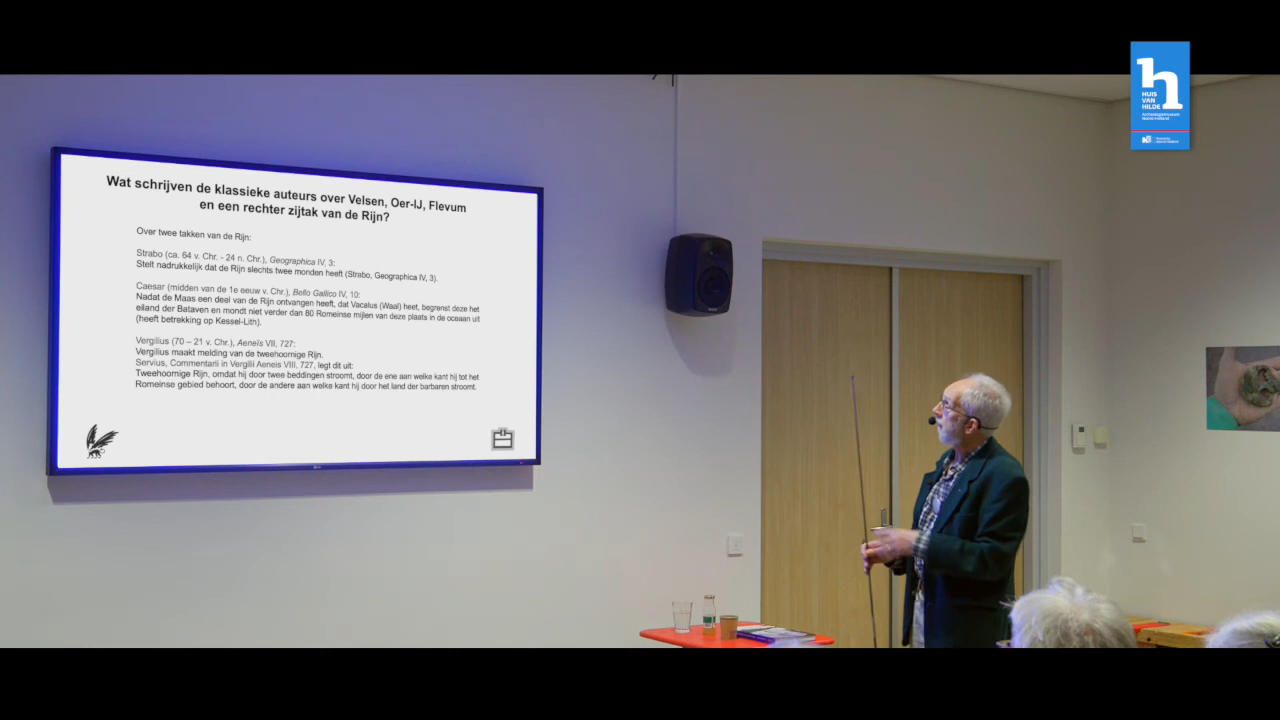 Wat schrijven de klassieke auteurs over Velsen, Oer-IJ, Flevum
en een rechter zijtak van de Rijn?
Over twee takken van de Rijn:
Strabo (ca. 64 v. Chr. - 24 n. Chr.), Geographica IV, 3:
Stelt nadrukkelijk dat de Rijn slechts twee monden heeft (Strabo, Geographica IV, 3).
Caesar (midden van de 1e eeuw v. Chr.), Bello Gallico IV, 10:
Nadat de Maas een deel van de Rijn ontvangen heeft, dat Vacalus (Waal) heet, begrenst deze het
eiland der Bataven en mondt niet verder dan 80 Romeinse mijlen van deze plaats in de oceaan uit
(heeft betrekking op Kessel-Lith).
Vergilius (70 – 21 v. Chr.), Aeneïs VII, 727:
Vergilius maakt melding van de tweehoornige Rijn.
Servius, Commentarii in Vergilii Aeneis VIII, 727, legt dit uit:
Tweehoornige Rijn, omdat hij door twee beddingen stroomt, door de ene aan welke kant hij tot het
Romeinse gebied behoort, door de andere aan welke kant hij door het land der barbaren stroomt.
h
HUIS
VAN
HILDE
Archeologiemuseum
Noord-Holland